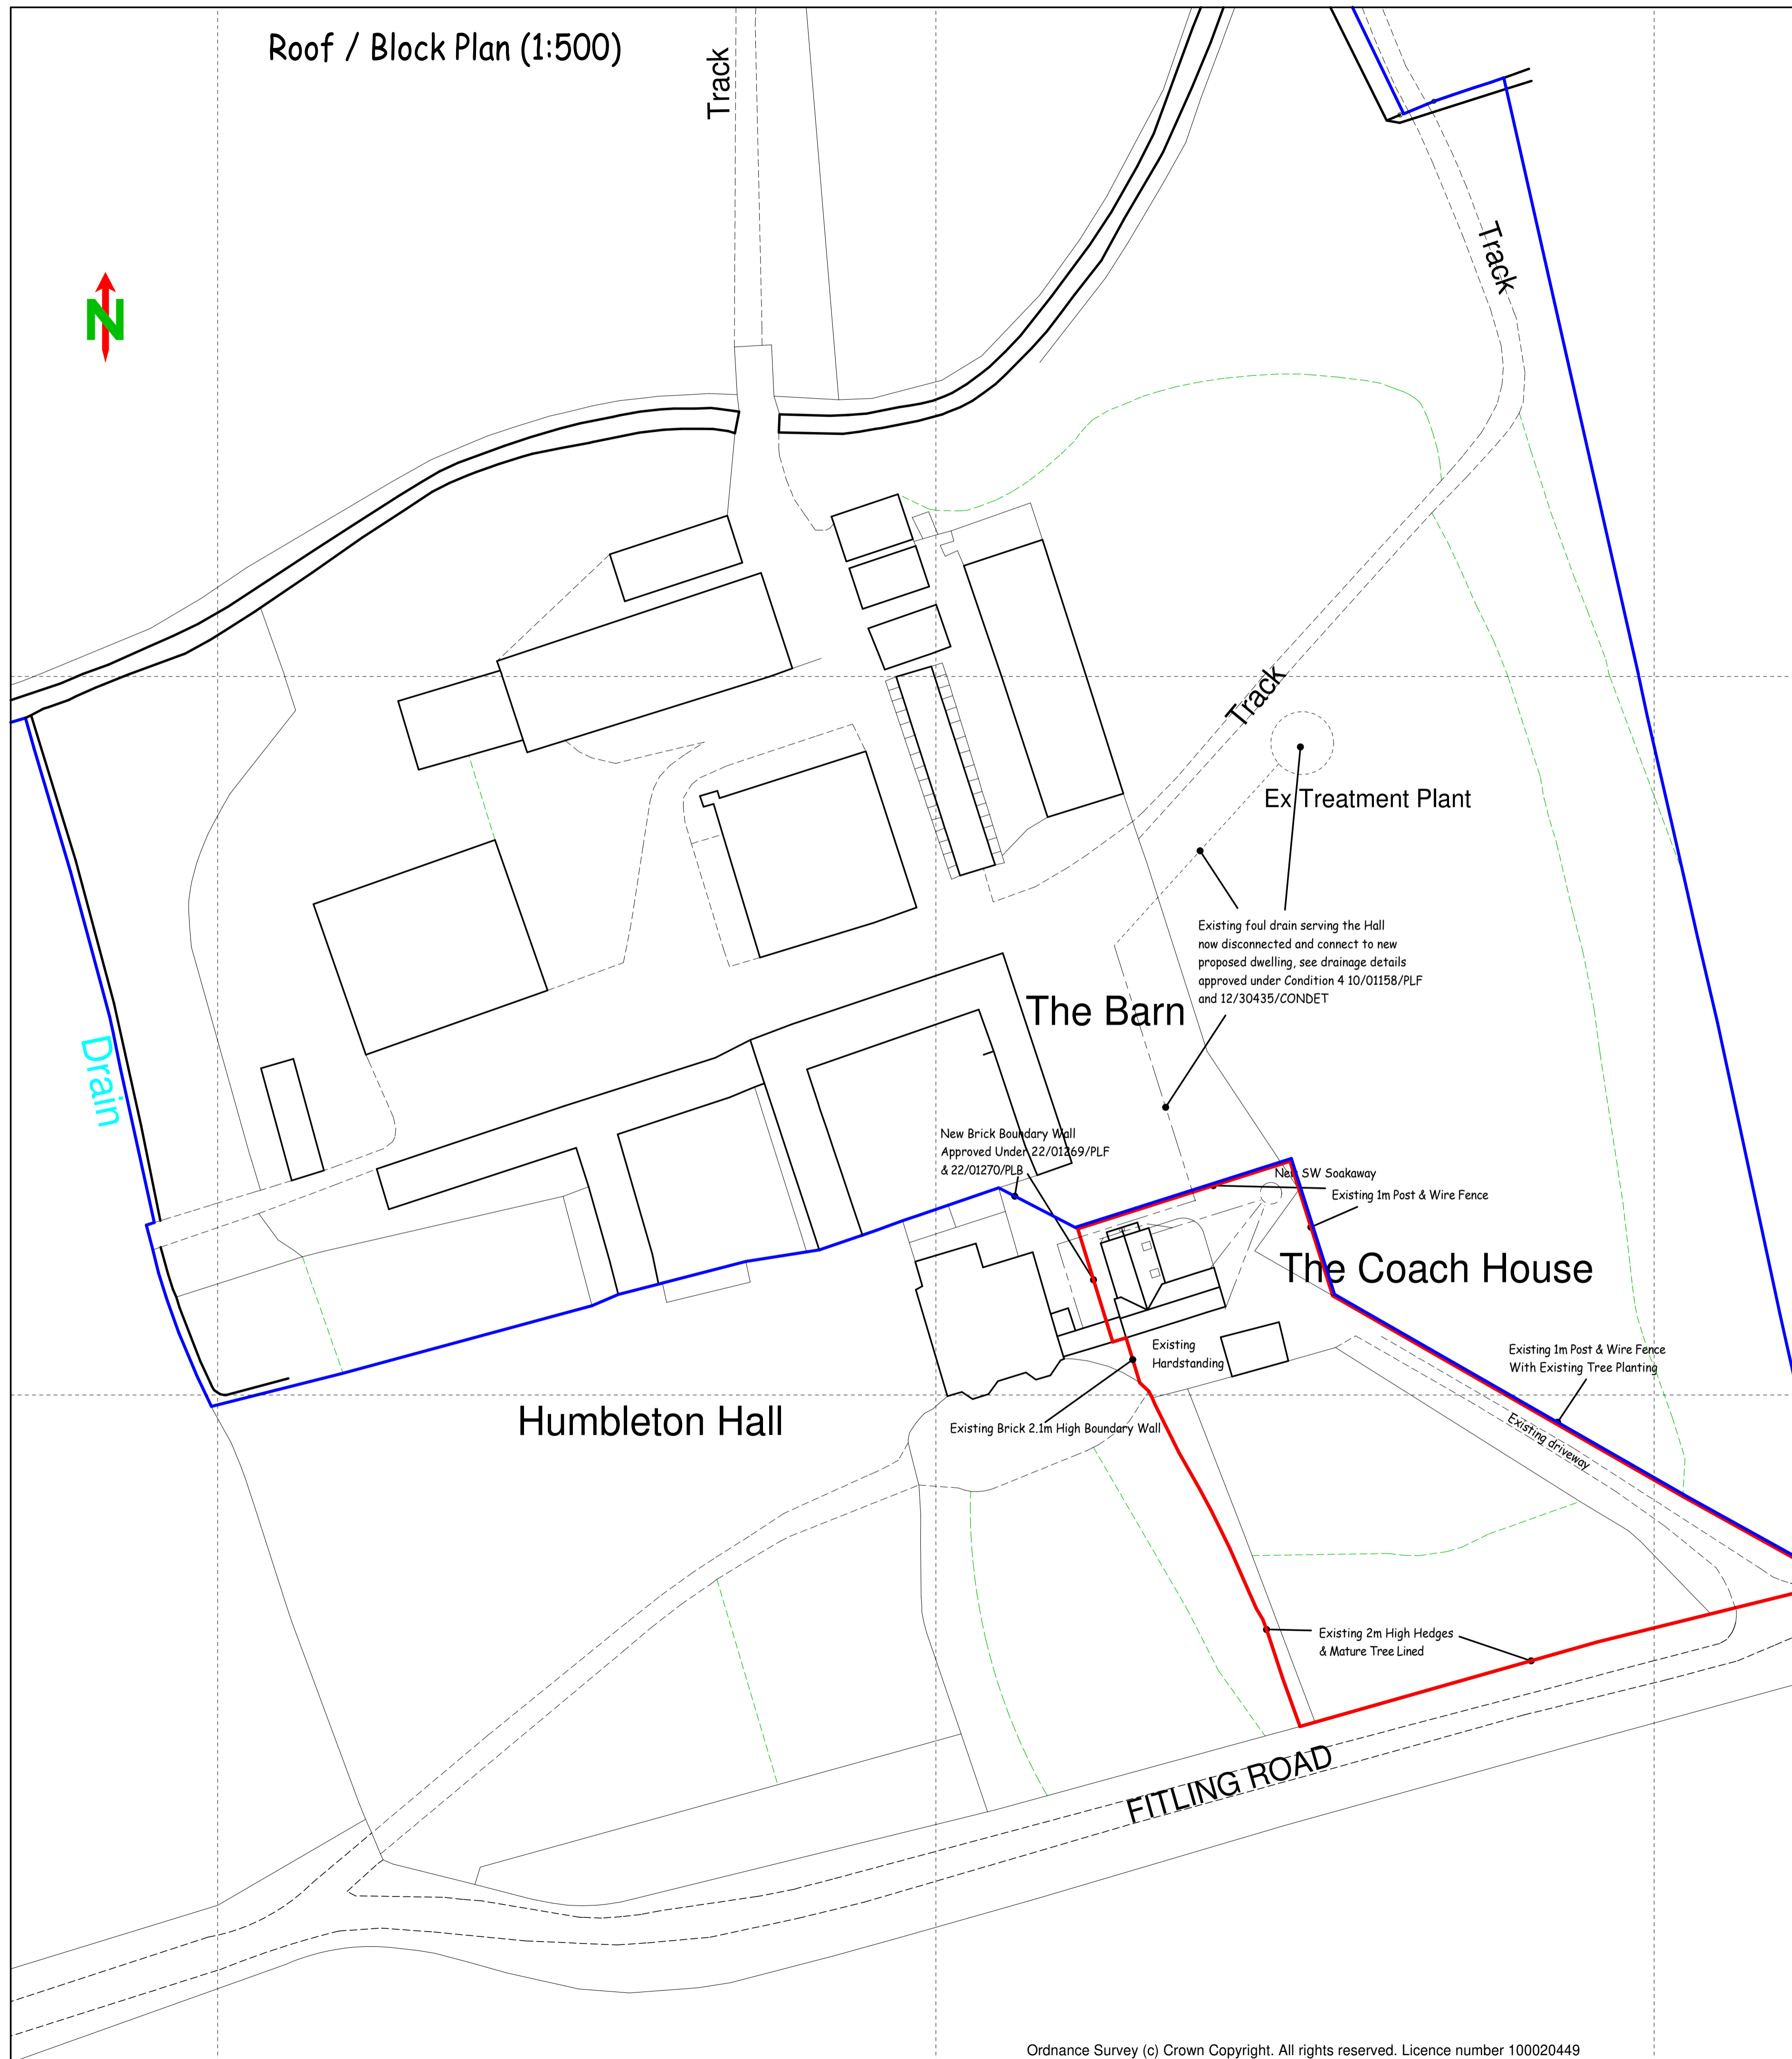 Roof / Block Plan (1:500)
Track
N
Track
Track
Ex Treatment Plant
Existing foul drain serving the Hall
now disconnected and connect to new
proposed dwelling, see drainage details
approved under Condition 4 10/01158/PLF
and 12/30435/CONDET
The Barn
Drain
New Brick Boundary Wall
Approved Under 22/01269/PLF
& 22/01270/PLB
New SW Soakaway
Existing 1m Post & Wire Fence
The Coach House
Existing
Hardstanding
Existing 1m Post & Wire Fence
With Existing Tree Planting
Existing driveway
Humbleton Hall
Existing Brick 2.1m High Boundary Wall
Existing 2m High Hedges
& Mature Tree Lined
FITLING ROAD
Ordnance Survey (c) Crown Copyright. All rights reserved. Licence number 100020449